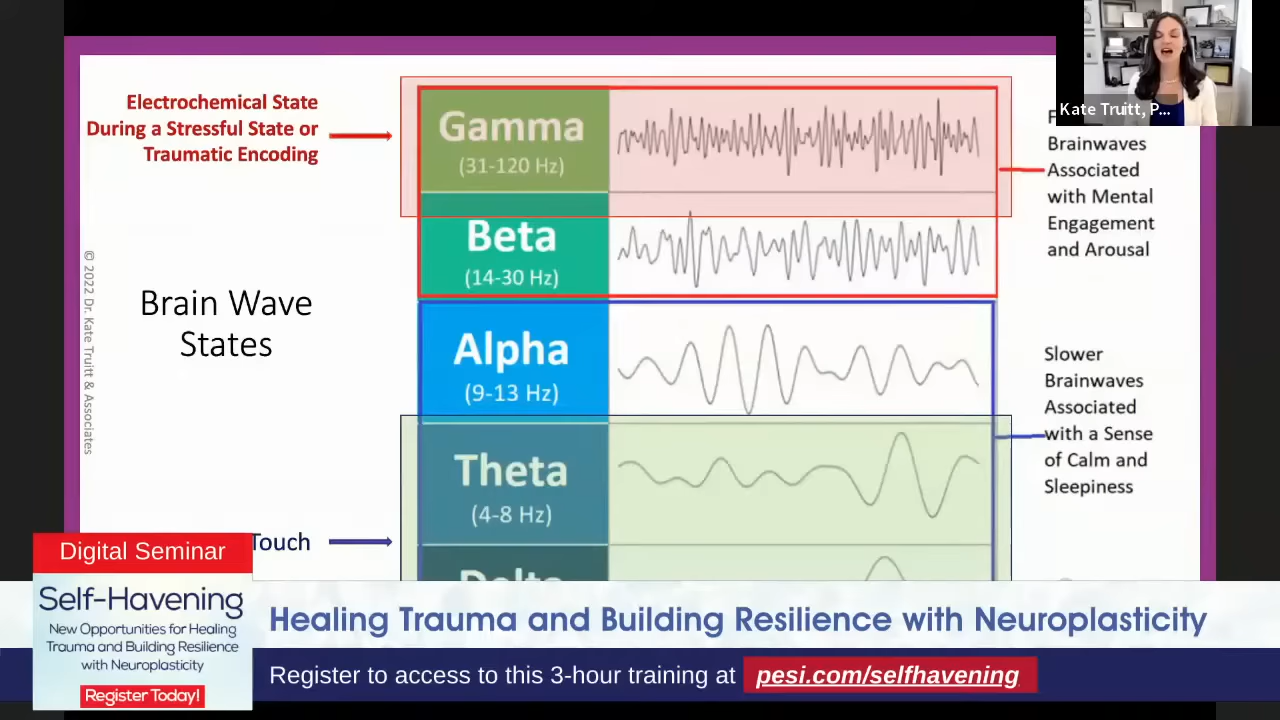 Electrochemical State
During a Stressful State or
Traumatic Encoding
Gamma
(31-120 Hz)
Kate Truitt, P...
Brainwaves
Associated
with Mental
Engagement
and Arousal
Beta
(14-30 Hz)
© 2022 Dr. Kate Truitt & Associates
Brain Wave
States
Alpha
(9-13 Hz)
Slower
Brainwaves
Associated
with a Sense
of Calm and
Sleepiness
Theta
(4-8 Hz)
Touch
Delta
Digital Seminar
Self-Havening
New Opportunities for Healing
Trauma and Building Resilience
with Neuroplasticity
Register Today!
Healing Trauma and Building Resilience with Neuroplasticity
Register to access to this 3-hour training at pesi.com/selfhavening